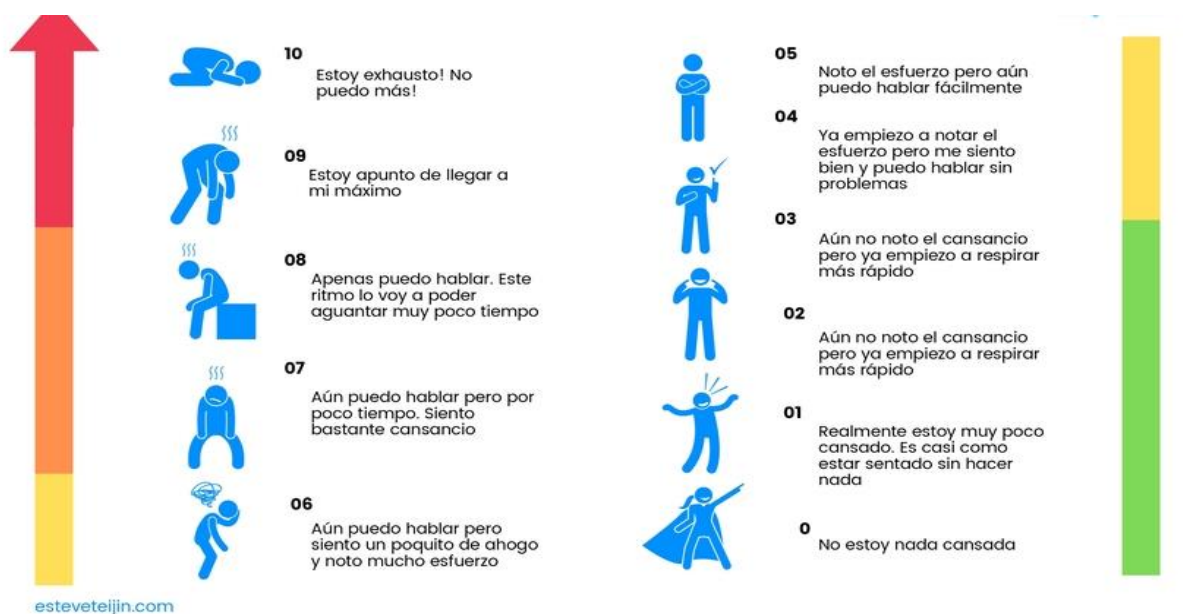 10
Estoy exhausto! No
puedo más!
09
Estoy apunto de llegar a
mi máximo
08
Apenas puedo hablar. Este
ritmo lo voy a poder
aguantar muy poco tiempo
07
Aún puedo hablar pero por
poco tiempo. Siento
bastante cansancio
06
Aún puedo hablar pero
siento un poquito de ahogo
y noto mucho esfuerzo
05
Noto el esfuerzo pero aún
puedo hablar fácilmente
04
Ya empiezo a notar el
esfuerzo pero me siento
bien y puedo hablar sin
problemas
03
Aún no noto el cansancio
pero ya empiezo a respirar
más rápido
02
Aún no noto el cansancio
pero ya empiezo a respirar
más rápido
01
Realmente estoy muy poco
cansado. Es casi como
estar sentado sin hacer
nada
0
No estoy nada cansada
esteveteijin.com